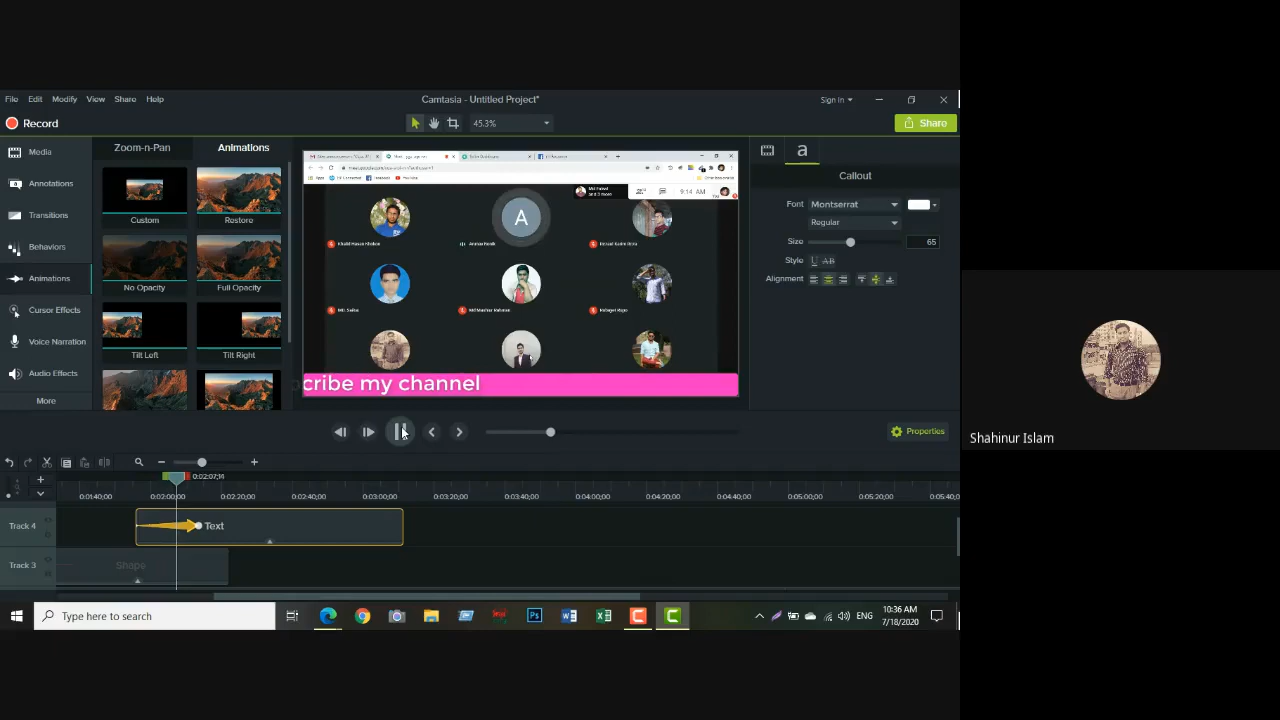 File Edit Modify View Share Help
Camtasia - Untitled Project*
Sign In
Record
45.3%
Share
Media
Annotations
Transitions
Behaviors
Animations
Cursor Effects
Voice Narration
Audio Effects
More
Zoom-n-Pan
Animations
Custom
Restore
No Opacity
Full Opacity
Tilt Left
Tilt Right
9:14 AM
A
cribe my channel
a
Callout
Font Montserrat
Regular
Size 65
Style U AB
Alignment
Properties
0:02:07;14
0:01:40;00 0:02:00;00 0:02:20;00 0:02:40;00 0:03:00;00 0:03:20;00 0:03:40;00 0:04:00;00 0:04:20;00 0:04:40;00 0:05:00;00 0:05:20;00 0:05:40;0
Track 4
Text
Track 3
Shape
Type here to search
ENG
10:36 AM
7/18/2020
Shahinur Islam